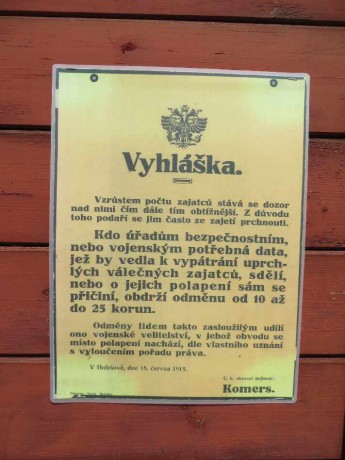 Vyhláška.
Vzrůstem počtu zajatců stává se dozor
nad nimi čím dále tím obtížnější. Z důvodu
toho podaří se jim často ze zajetí prchnouti.
Kdo úřadům bezpečnostním,
nebo vojenským potřebná data,
jež by vedla k vypátrání uprch-
lých válečných zajatců, sdělí,
nebo o jejich polapení sám se
přičiní, obdrží odměnu od 10 až
do 25 korun.
Odměny lidem takto zasloužilým udílí
ono vojenské velitelství, v jehož obvodu se
místo polapení nachází, dle vlastního uznání
s vyloučením pořadu práva.
V Holešově, dne 18. června 1915.
C. k. okresní hejtman:
Komers.